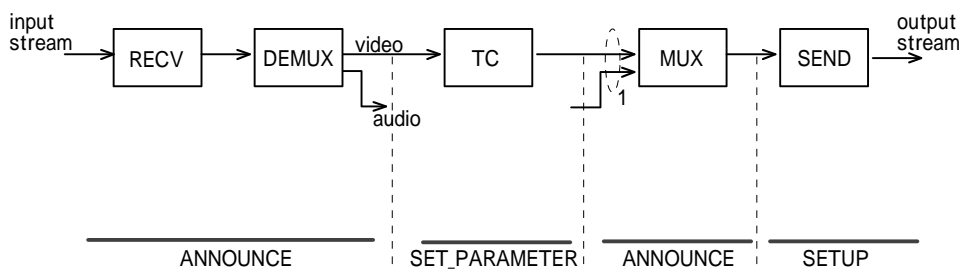 input
stream
RECV
DEMUX
video
audio
TC
1
MUX
SEND
output
stream
ANNOUNCE
SET_PARAMETER
ANNOUNCE
SETUP